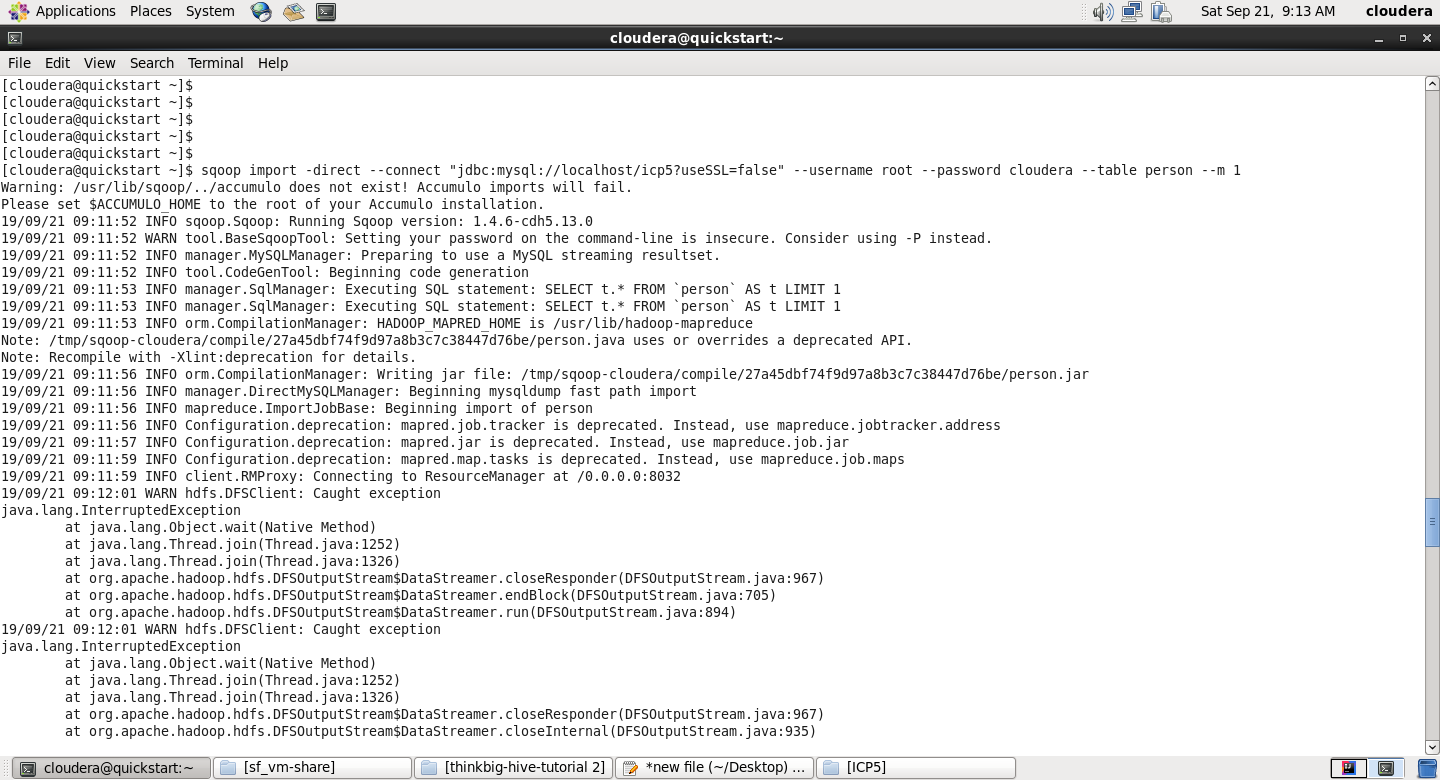 Applications Places System Sat Sep 21, 9:13 AM cloudera
cloudera@quickstart:~
File Edit View Search Terminal Help
[cloudera@quickstart ~]$
[cloudera@quickstart ~]$
[cloudera@quickstart ~]$
[cloudera@quickstart ~]$
[cloudera@quickstart ~]$
[cloudera@quickstart ~]$ sqoop import -direct --connect "jdbc:mysql://localhost/icp5?useSSL=false" --username root --password cloudera --table person --m 1
Warning: /usr/lib/sqoop/../accumulo does not exist! Accumulo imports will fail.
Please set $ACCUMULO_HOME to the root of your Accumulo installation.
19/09/21 09:11:52 INFO sqoop.Sqoop: Running Sqoop version: 1.4.6-cdh5.13.0
19/09/21 09:11:52 WARN tool.BaseSqoopTool: Setting your password on the command-line is insecure. Consider using -P instead.
19/09/21 09:11:52 INFO manager.MySQLManager: Preparing to use a MySQL streaming resultset.
19/09/21 09:11:52 INFO tool.CodeGenTool: Beginning code generation
19/09/21 09:11:53 INFO manager.SqlManager: Executing SQL statement: SELECT t.* FROM `person` AS t LIMIT 1
19/09/21 09:11:53 INFO manager.SqlManager: Executing SQL statement: SELECT t.* FROM `person` AS t LIMIT 1
19/09/21 09:11:53 INFO orm.CompilationManager: HADOOP_MAPRED_HOME is /usr/lib/hadoop-mapreduce
Note: /tmp/sqoop-cloudera/compile/27a45dbf74f9d97a8b3c7c38447d76be/person.java uses or overrides a deprecated API.
Note: Recompile with -Xlint:deprecation for details.
19/09/21 09:11:56 INFO orm.CompilationManager: Writing jar file: /tmp/sqoop-cloudera/compile/27a45dbf74f9d97a8b3c7c38447d76be/person.jar
19/09/21 09:11:56 INFO manager.DirectMySQLManager: Beginning mysqldump fast path import
19/09/21 09:11:56 INFO mapreduce.ImportJobBase: Beginning import of person
19/09/21 09:11:56 INFO Configuration.deprecation: mapred.job.tracker is deprecated. Instead, use mapreduce.jobtracker.address
19/09/21 09:11:57 INFO Configuration.deprecation: mapred.jar is deprecated. Instead, use mapreduce.job.jar
19/09/21 09:11:59 INFO Configuration.deprecation: mapred.map.tasks is deprecated. Instead, use mapreduce.job.maps
19/09/21 09:11:59 INFO client.RMProxy: Connecting to ResourceManager at /0.0.0.0:8032
19/09/21 09:12:01 WARN hdfs.DFSClient: Caught exception
java.lang.InterruptedException
at java.lang.Object.wait(Native Method)
at java.lang.Thread.join(Thread.java:1252)
at java.lang.Thread.join(Thread.java:1326)
at org.apache.hadoop.hdfs.DFSOutputStream$DataStreamer.closeResponder(DFSOutputStream.java:967)
at org.apache.hadoop.hdfs.DFSOutputStream$DataStreamer.endBlock(DFSOutputStream.java:705)
at org.apache.hadoop.hdfs.DFSOutputStream$DataStreamer.run(DFSOutputStream.java:894)
19/09/21 09:12:01 WARN hdfs.DFSClient: Caught exception
java.lang.InterruptedException
at java.lang.Object.wait(Native Method)
at java.lang.Thread.join(Thread.java:1252)
at java.lang.Thread.join(Thread.java:1326)
at org.apache.hadoop.hdfs.DFSOutputStream$DataStreamer.closeResponder(DFSOutputStream.java:967)
at org.apache.hadoop.hdfs.DFSOutputStream$DataStreamer.closeInternal(DFSOutputStream.java:935)
cloudera@quickstart:~ [sf_vm-share] [thinkbig-hive-tutorial 2] *new file (~/Desktop) ... [ICP5]